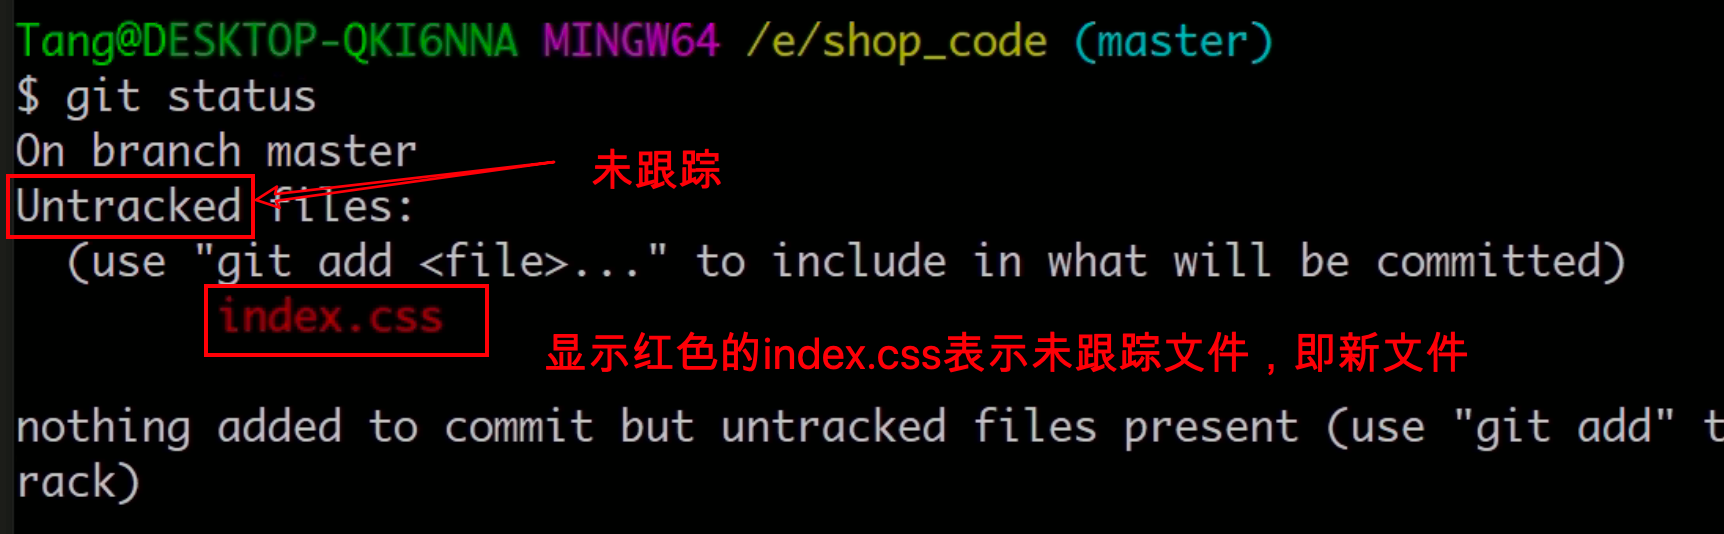 Tang@DESKTOP-QKI6NNA MINGW64 /e/shop_code (master)
$ git status
On branch master
未跟踪
Untracked files:
(use "git add <file>..." to include in what will be committed)
index.css
显示红色的index.css表示未跟踪文件，即新文件
nothing added to commit but untracked files present (use "git add" t
rack)